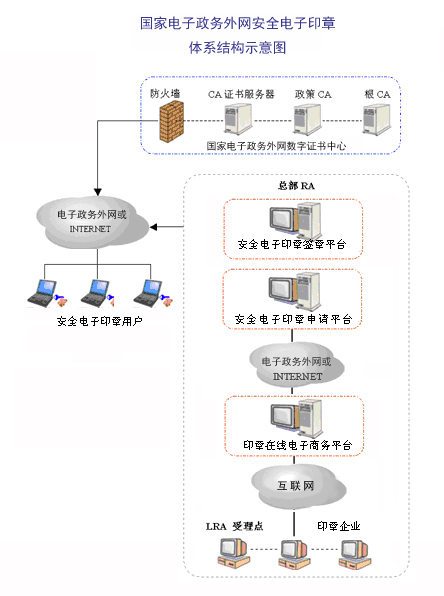 国家电子政务外网安全电子印章
体系结构示意图
防火墙
CA 证书服务器
政策 CA
根 CA
国家电子政务外网数字证书中心
总部 RA
电子政务外网或
INTERNET
安全电子印章签章平台
安全电子印章用户
安全电子印章申请平台
电子政务外网或
INTERNET
印章在线电子商务平台
互联网
LRA 受理点
印章企业